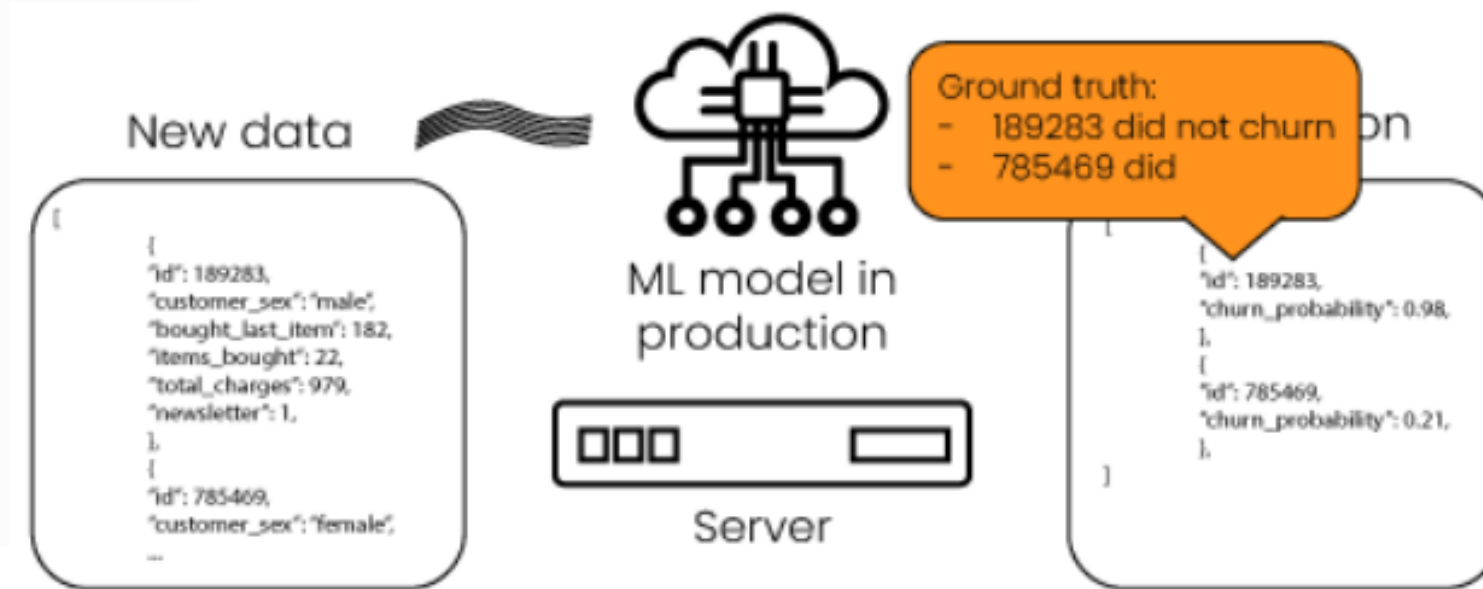 New data
[
{
"id": 189283,
"customer_sex": "male",
"bought_last_item": 182,
"items_bought": 22,
"total_charges": 979,
"newsletter": 1,
},
{
"id": 785469,
"customer_sex": "female",
...
ML model in
production
Server
Ground truth:
- 189283 did not churn
- 785469 did
on
[
{
"id": 189283,
"churn_probability": 0.98,
},
{
"id": 785469,
"churn_probability": 0.21,
},
]